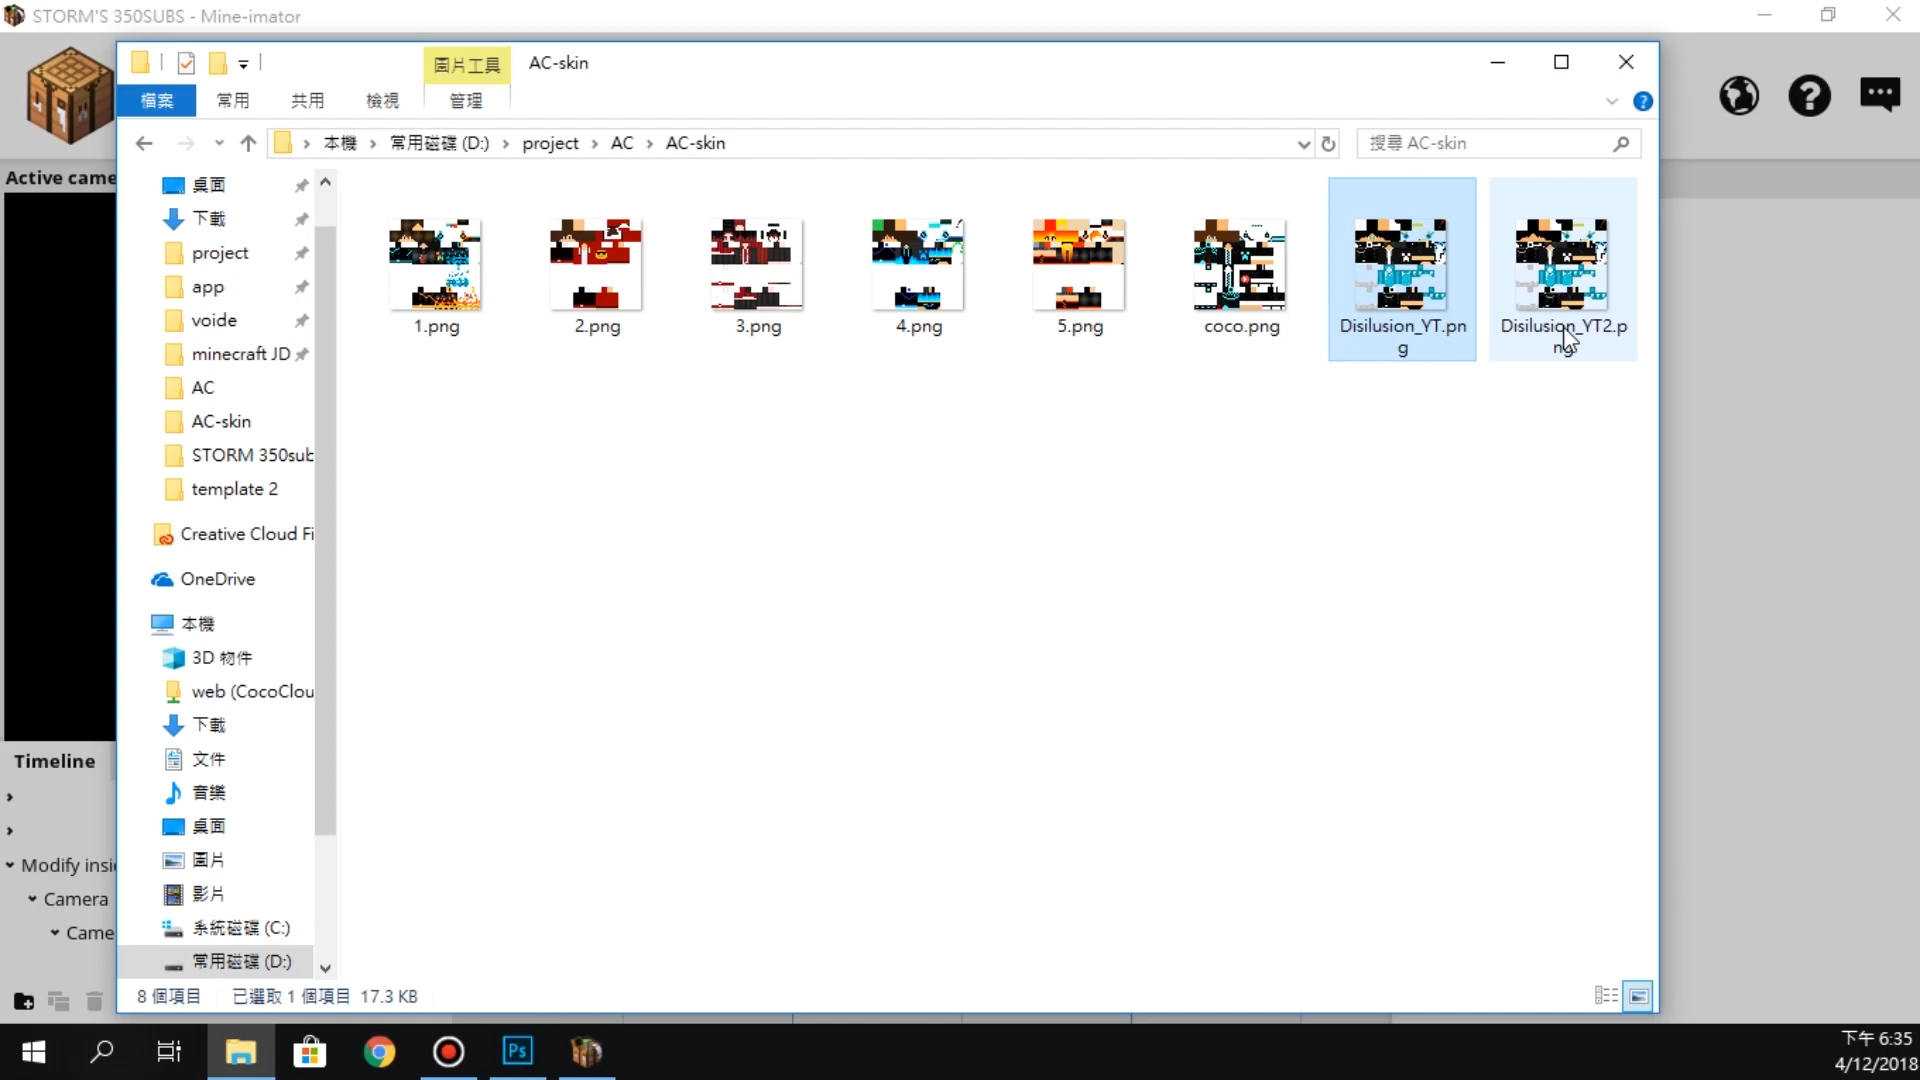 STORM'S 350SUBS - Mine-imator
圖片工具
AC-skin
檔案
常用
共用
檢視
管理
本機
常用磁碟 (D:)
project
AC
AC-skin
搜尋 AC-skin
Active came
桌面
下載
project
app
voide
minecraft JD
AC
AC-skin
STORM 350sub
template 2
Creative Cloud Fi
OneDrive
本機
3D 物件
web (CocoClou
下載
文件
音樂
桌面
圖片
影片
系統磁碟 (C:)
常用磁碟 (D:)
1.png
2.png
3.png
4.png
5.png
coco.png
Disilusion_YT.pn
g
Disilusion_YT2.p
ng
Timeline
Modify insi
Camera
Came
8 個項目
已選取 1 個項目 17.3 KB
Ps
下午 6:35
4/12/2018